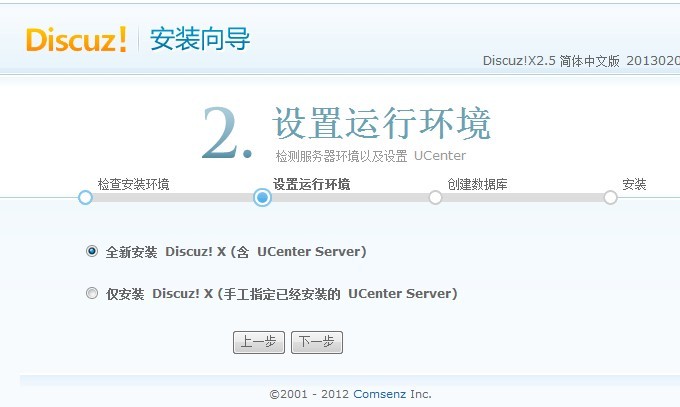 Discuz! 安装向导
Discuz!X2.5 简体中文版 2013020
2. 设置运行环境
检测服务器环境以及设置 UCenter
检查安装环境 设置运行环境 创建数据库 安装
全新安装 Discuz! X (含 UCenter Server)
仅安装 Discuz! X (手工指定已经安装的 UCenter Server)
上一步 下一步
©2001 - 2012 Comsenz Inc.